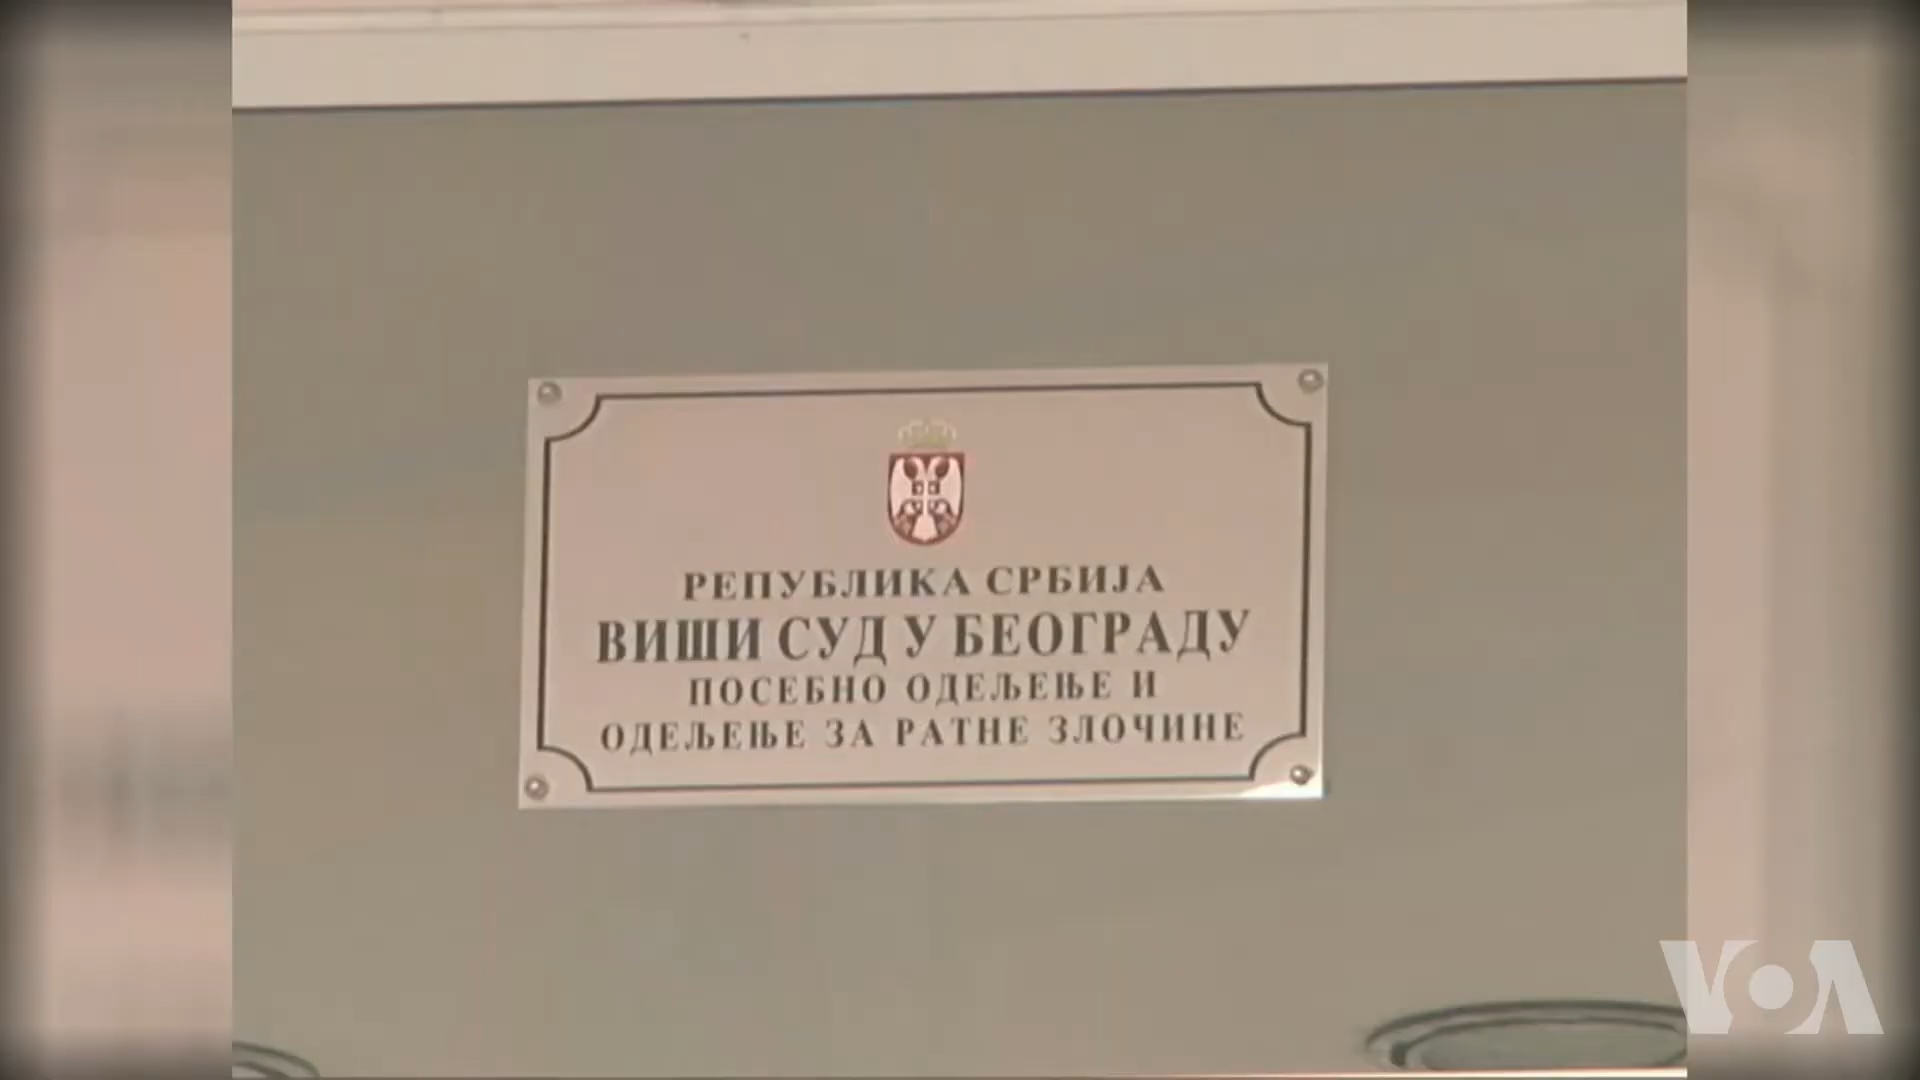 РЕПУБЛИКА СРБИЈА
ВИШИ СУД У БЕОГРАДУ
ПОСЕБНО ОДЕЉЕЊЕ И
ОДЕЉЕЊЕ ЗА РАТНЕ ЗЛОЧИНЕ
VOA